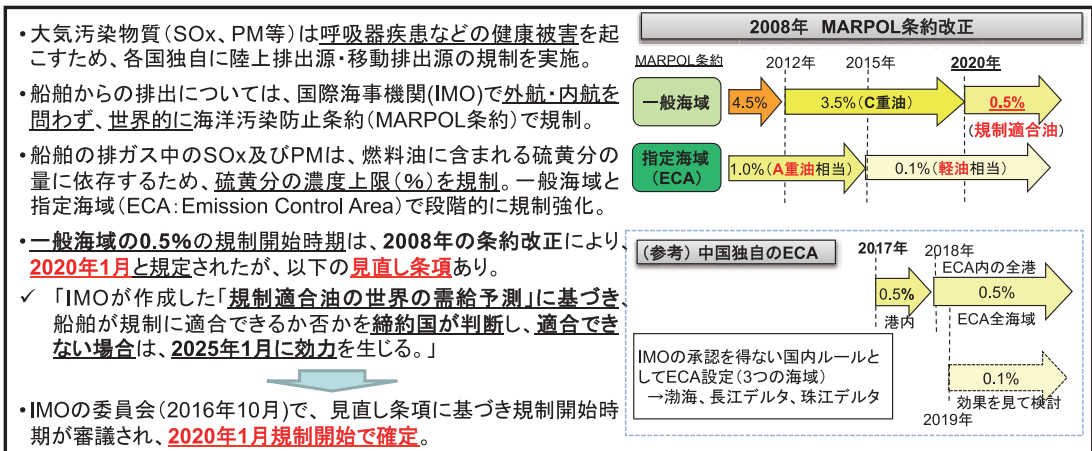 ・大気汚染物質(SOx、PM等)は呼吸器疾患などの健康被害を起
こすため、各国独自に陸上排出源・移動排出源の規制を実施。
・船舶からの排出については、国際海事機関(IMO)で外航・内航を
問わず、世界的に海洋汚染防止条約(MARPOL条約)で規制。
・船舶の排ガス中のSOx及びPMは、燃料油に含まれる硫黄分の
量に依存するため、硫黄分の濃度上限(%)を規制。一般海域と
指定海域(ECA:Emission Control Area)で段階的に規制強化。
・一般海域の0.5%の規制開始時期は、2008年の条約改正により、
2020年1月と規定されたが、以下の見直し条項あり。
✓ 「IMOが作成した「規制適合油の世界の需給予測」に基づき、
船舶が規制に適合できるか否かを締約国が判断し、適合でき
ない場合は、2025年1月に効力を生じる。」
・IMOの委員会(2016年10月)で、見直し条項に基づき規制開始時
期が審議され、2020年1月規制開始で確定。
2008年 MARPOL条約改正
MARPOL条約
2012年
2015年
2020年
一般海域
4.5%
3.5%(C重油)
0.5%
(規制適合油)
指定海域
(ECA)
1.0%(A重油相当)
0.1%(軽油相当)
(参考)中国独自のECA
2017年
2018年
ECA内の全港
0.5%
0.5%
港内
ECA全海域
IMOの承認を得ない国内ルールと
してECA設定(3つの海域)
→渤海、長江デルタ、珠江デルタ
0.1%
効果を見て検討
2019年